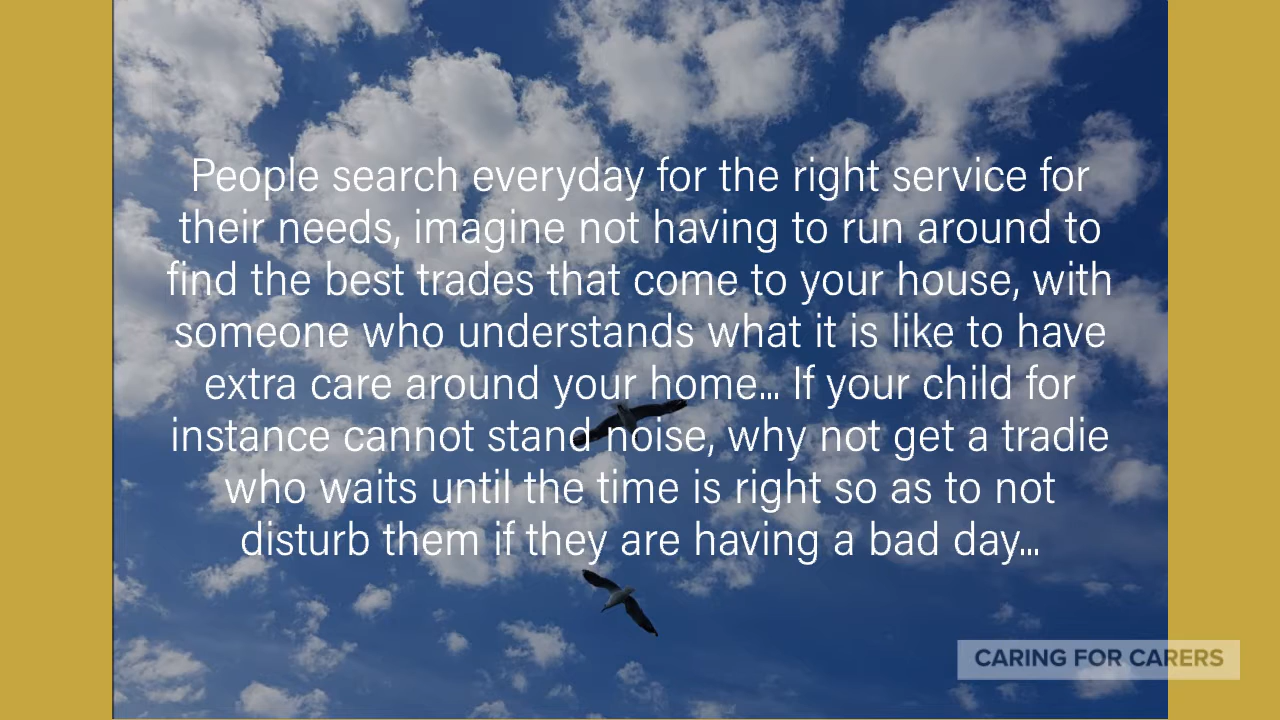 People search everyday for the right service for
their needs, imagine not having to run around to
find the best trades that come to your house, with
someone who understands what it is like to have
extra care around your home... If your child for
instance cannot stand noise, why not get a tradie
who waits until the time is right so as to not
disturb them if they are having a bad day...
CARING FOR CARERS